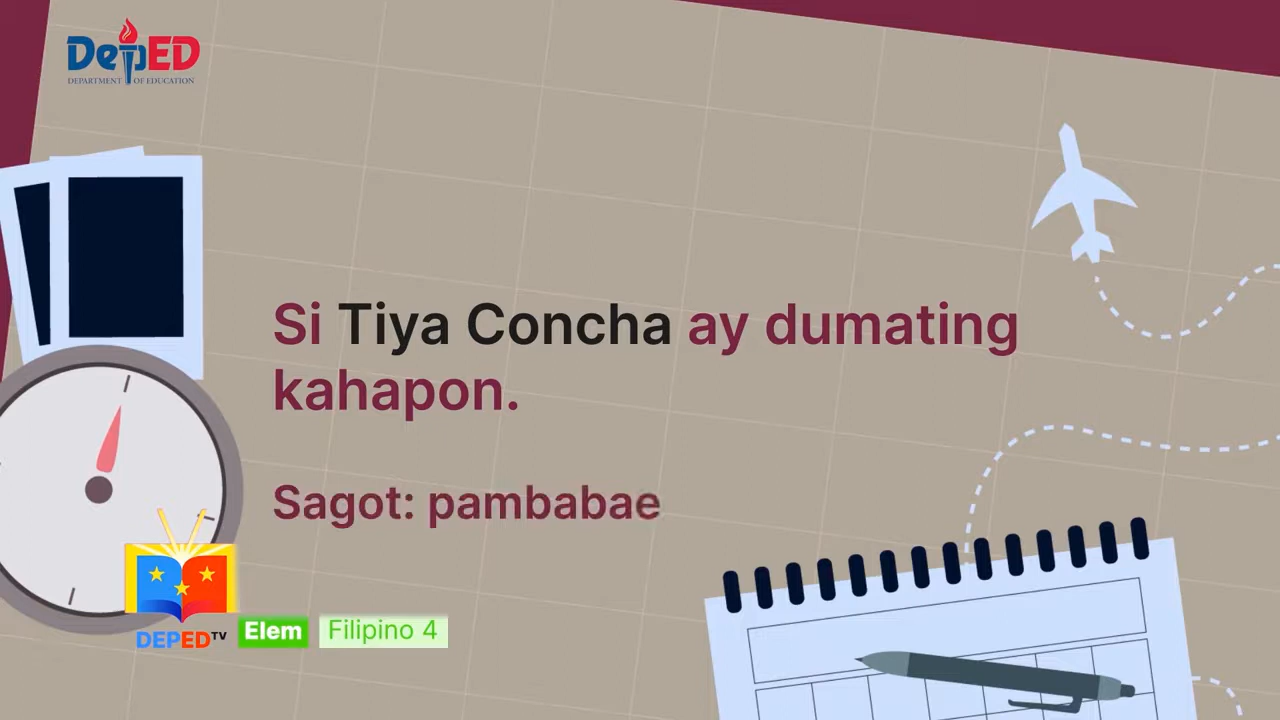 DepED
DEPARTMENT OF EDUCATION
Si Tiya Concha ay dumating
kahapon.
Sagot: pambabae
DEPED TV
Elem
Filipino 4